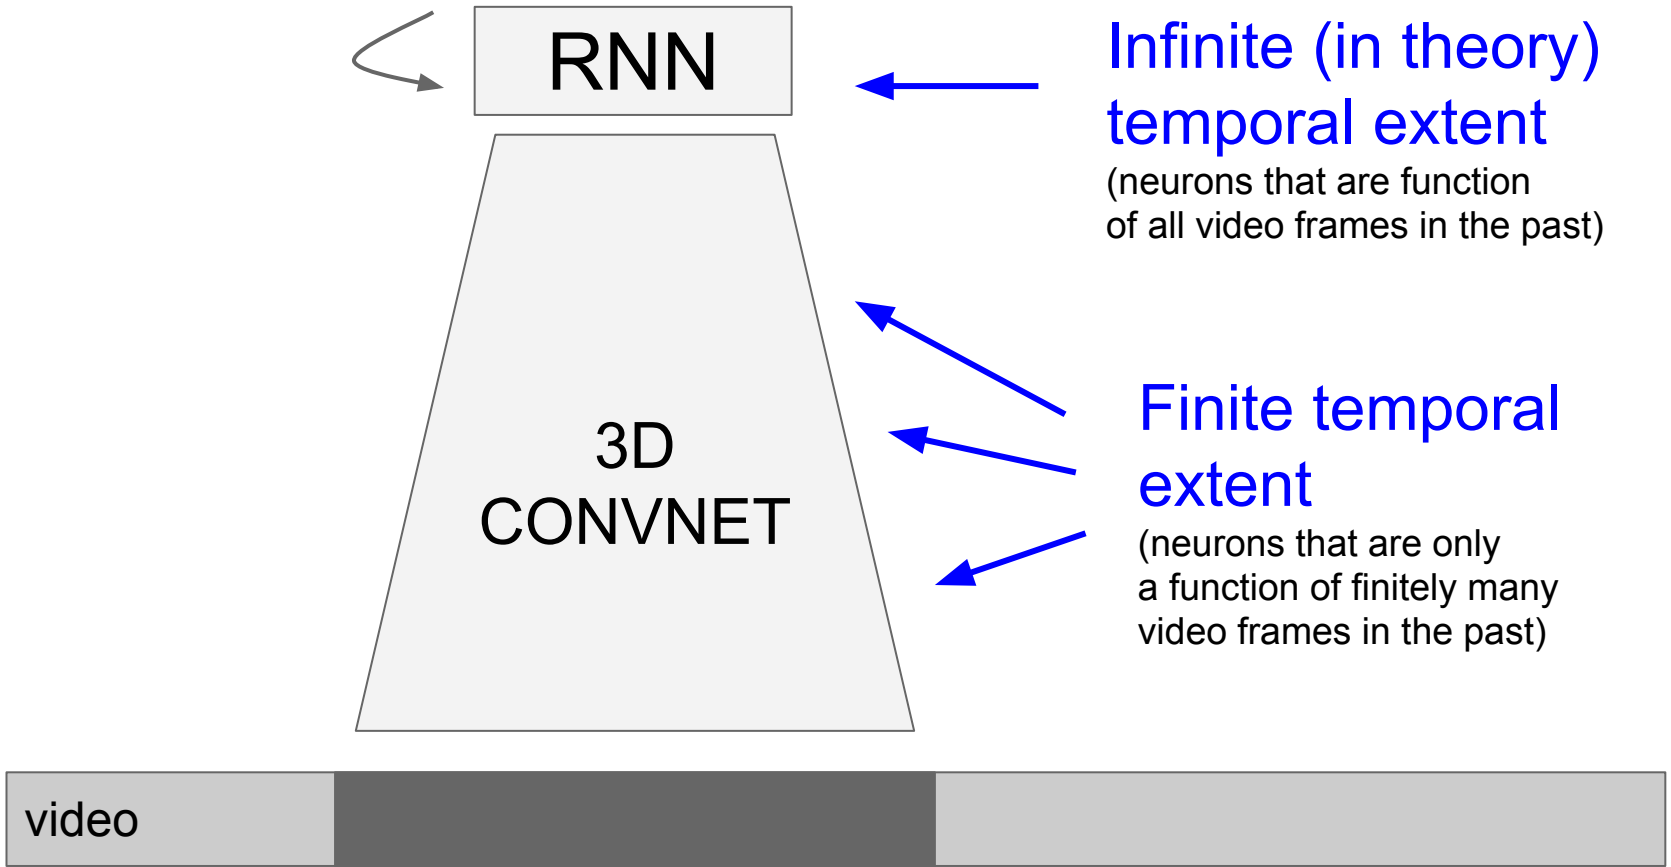 RNN
Infinite (in theory)
temporal extent
(neurons that are function
of all video frames in the past)
3D
CONVNET
Finite temporal
extent
(neurons that are only
a function of finitely many
video frames in the past)
video